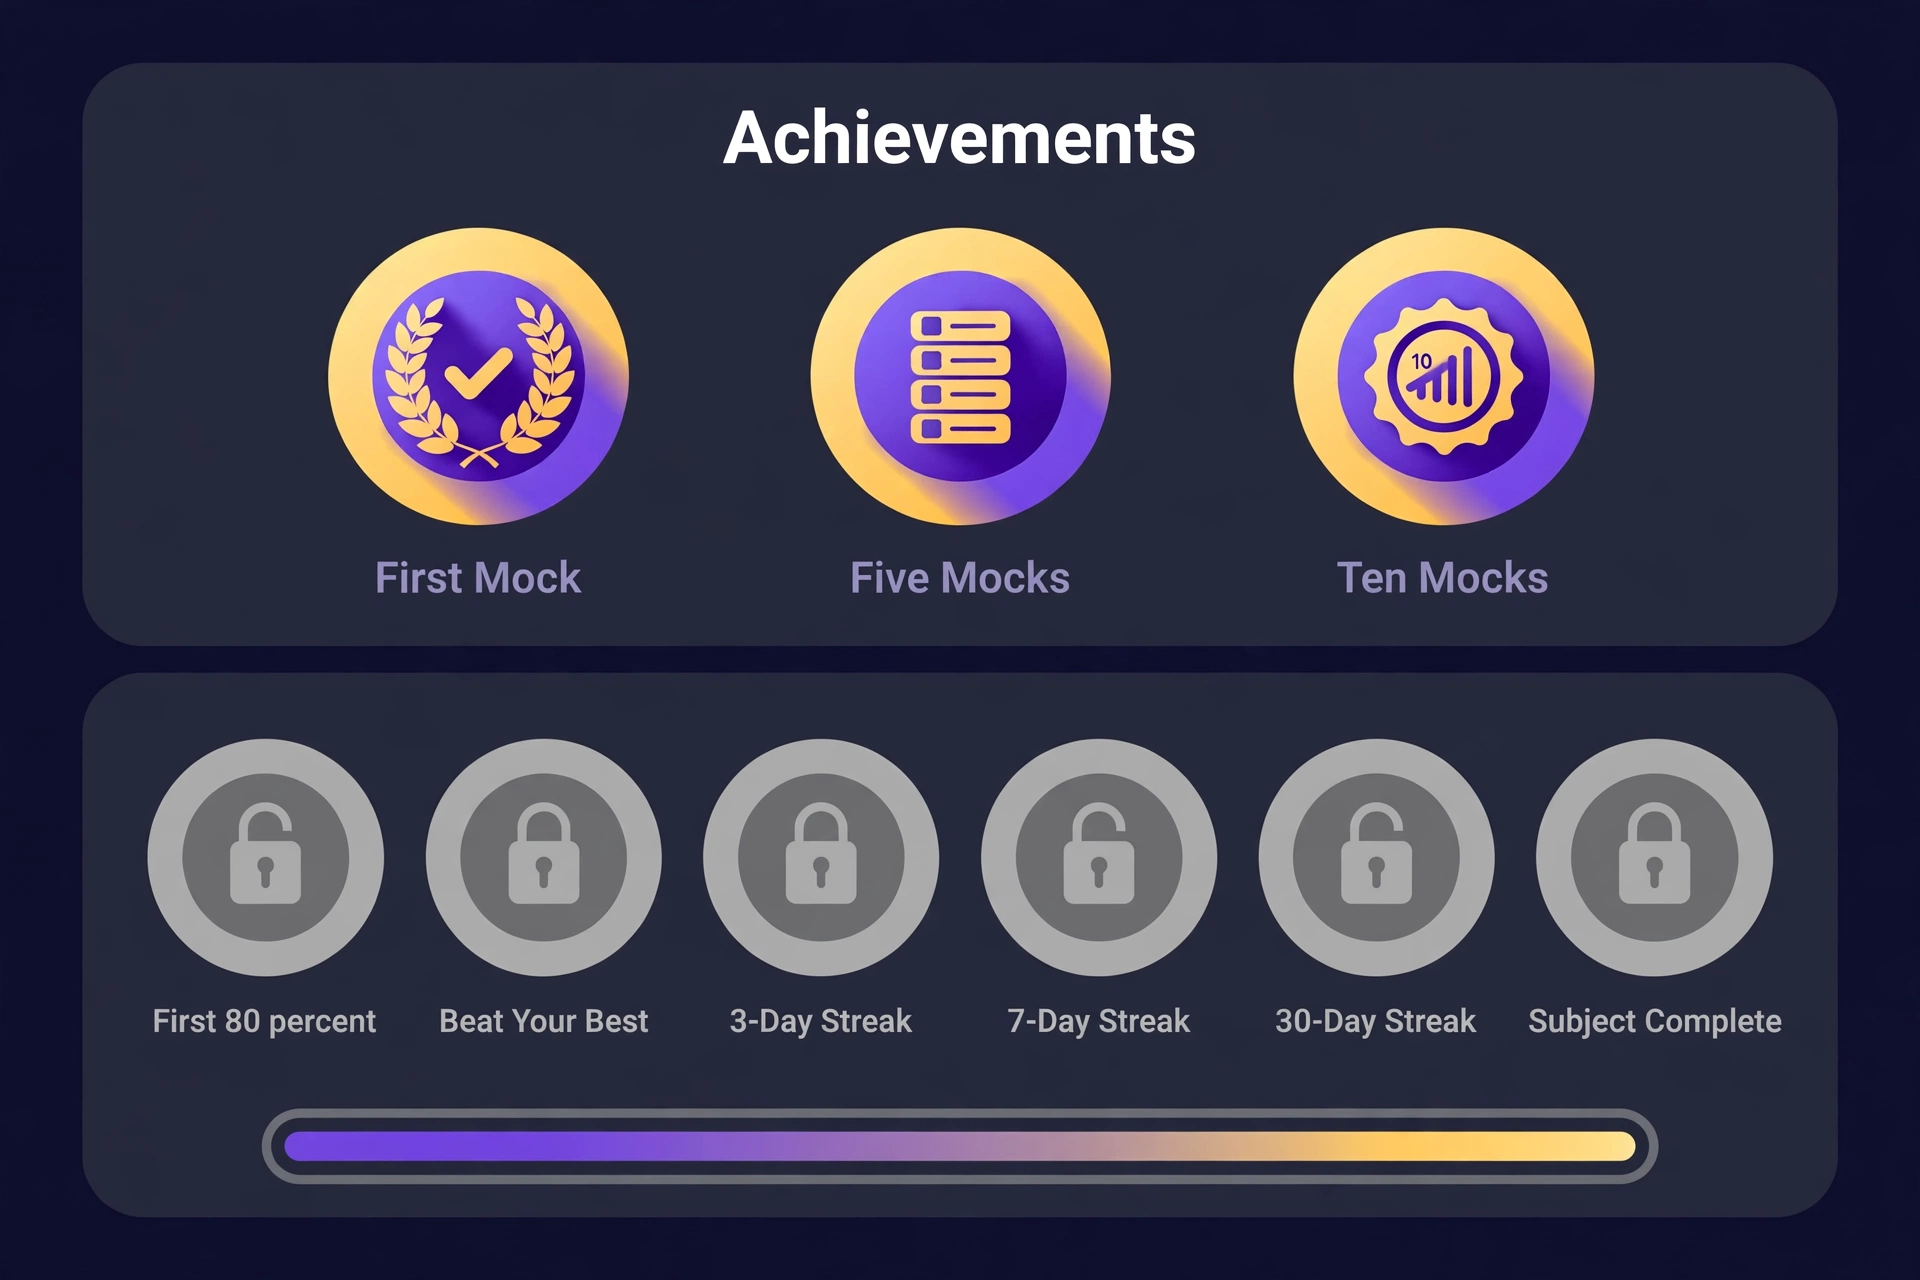 Achievements
10
First Mock
Five Mocks
Ten Mocks
First 80 percent
Beat Your Best
3-Day Streak
7-Day Streak
30-Day Streak
Subject Complete